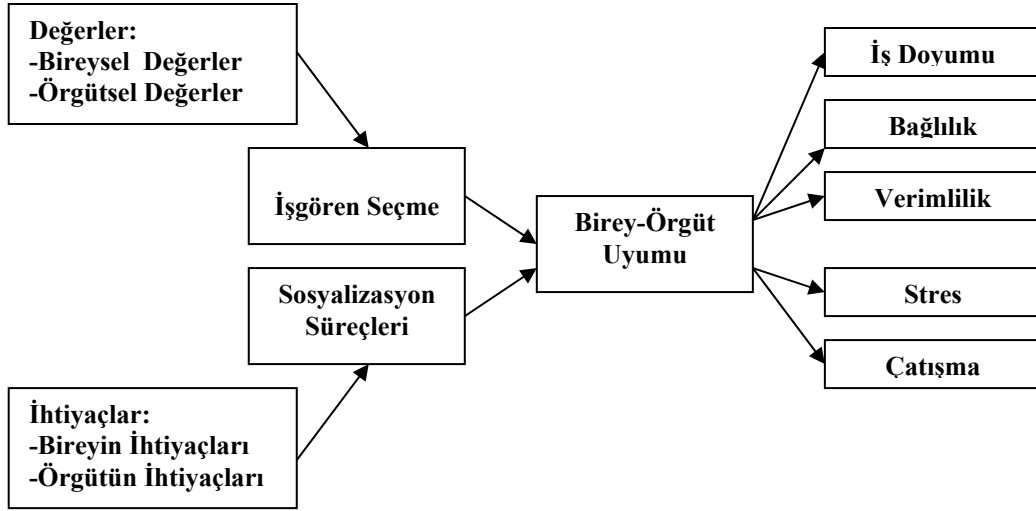 Değerler:
-Bireysel  Değerler
-Örgütsel Değerler
İşgören Seçme
Sosyalizasyon
Süreçleri
İhtiyaçlar:
-Bireyin İhtiyaçları
-Örgütün İhtiyaçları
Birey-Örgüt
Uyumu
İş Doyumu
Bağlılık
Verimlilik
Stres
Çatışma